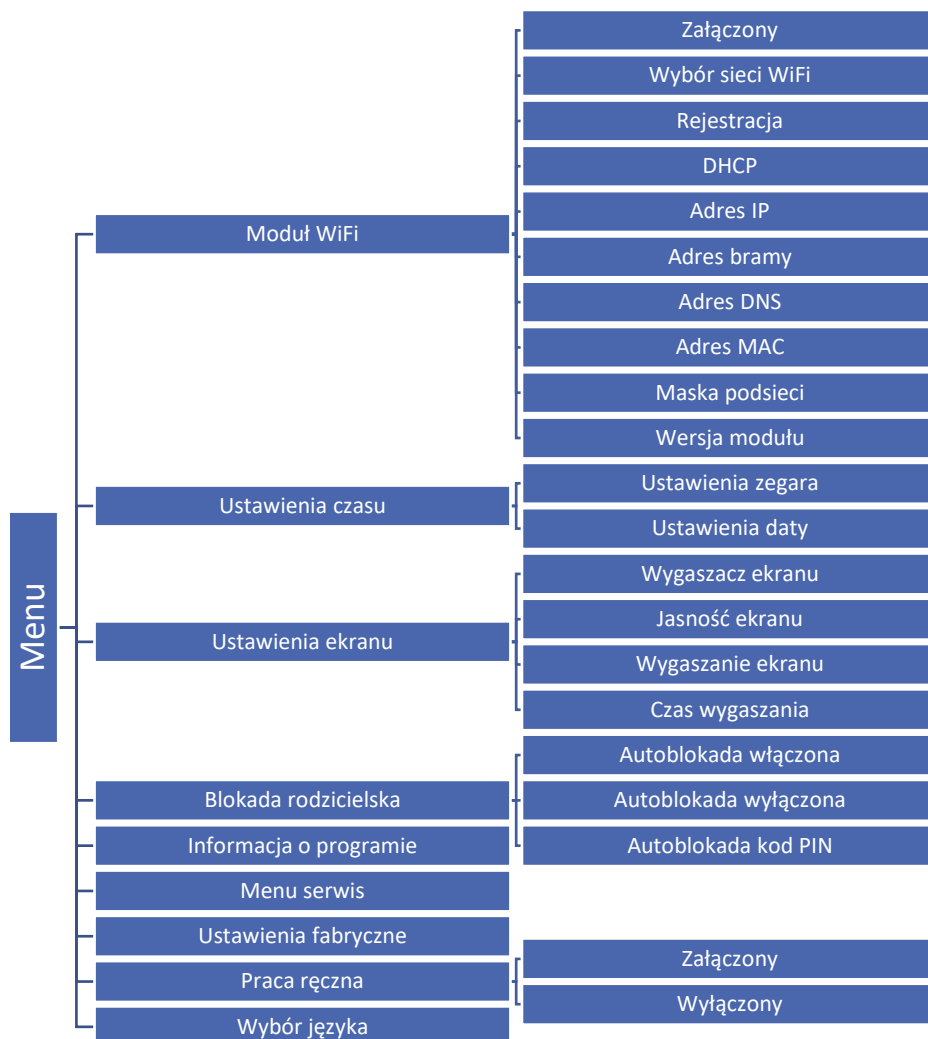 Menu
Moduł WiFi
Załączony
Wybór sieci WiFi
Rejestracja
DHCP
Adres IP
Adres bramy
Adres DNS
Adres MAC
Maska podsieci
Wersja modułu
Ustawienia czasu
Ustawienia zegara
Ustawienia daty
Ustawienia ekranu
Wygaszacz ekranu
Jasność ekranu
Wygaszanie ekranu
Czas wygaszania
Blokada rodzicielska
Autoblokada włączona
Autoblokada wyłączona
Autoblokada kod PIN
Informacja o programie
Menu serwis
Ustawienia fabryczne
Praca ręczna
Załączony
Wyłączony
Wybór języka